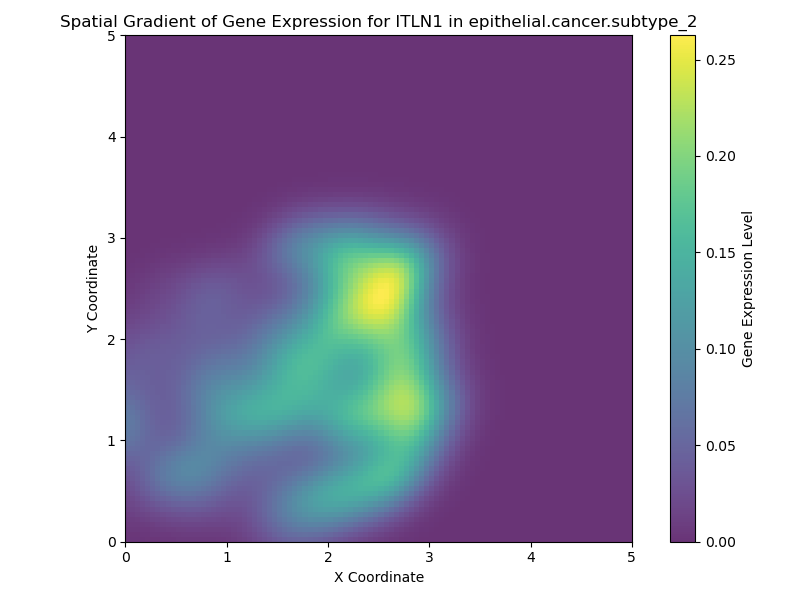 Spatial Gradient of Gene Expression for ITLN1 in epithelial.cancer.subtype_2
5
4
3
2
1
0
0 1 2 3 4 5
X Coordinate
Y Coordinate
0.25
0.20
0.15
0.10
0.05
0.00
Gene Expression Level